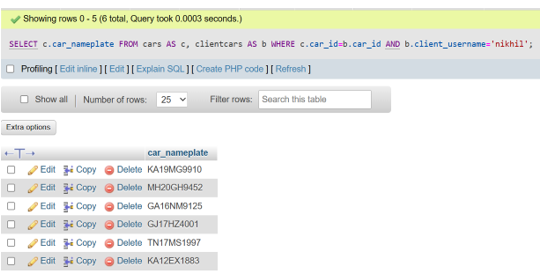 Showing rows 0 - 5 (6 total, Query took 0.0003 seconds.)
SELECT c.car_nameplate FROM cars AS c, clientcars AS b WHERE c.car_id=b.car_id AND b.client_username='nikhil';
Profiling [ Edit inline ] [ Edit ] [ Explain SQL ] [ Create PHP code ] [ Refresh ]
Show all | Number of rows: 25 Filter rows: Search this table
Extra options
←T→ car_nameplate
Edit Copy Delete KA19MG9910
Edit Copy Delete MH20GH9452
Edit Copy Delete GA16NM9125
Edit Copy Delete GJ17HZ4001
Edit Copy Delete TN17MS1997
Edit Copy Delete KA12EX1883